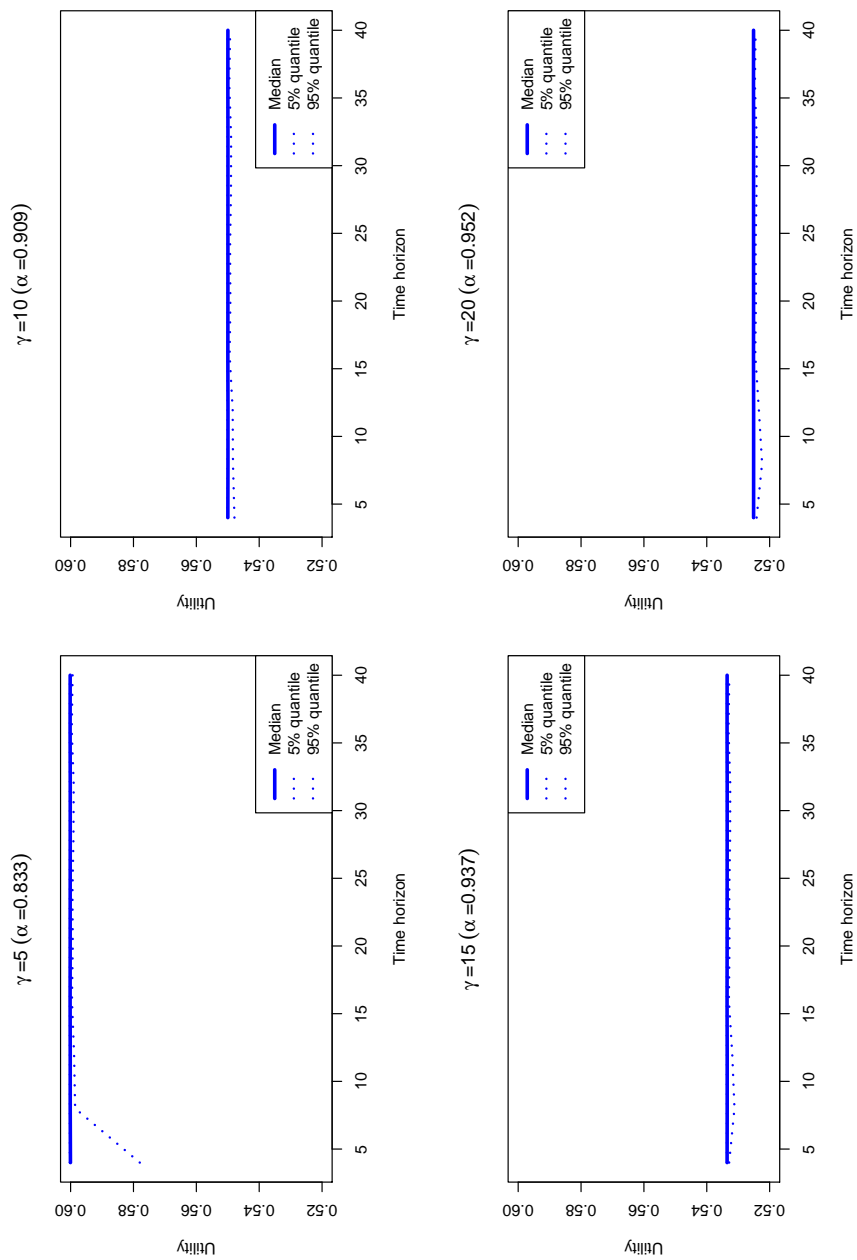 γ=5 (α=0.833)
Utility
0.60
0.58
0.56
0.54
0.52
Median
5% quantile
95% quantile
5 10 15 20 25 30 35 40
Time horizon
γ=10 (α=0.909)
Utility
0.60
0.58
0.56
0.54
0.52
Median
5% quantile
95% quantile
5 10 15 20 25 30 35 40
Time horizon
γ=15 (α=0.937)
Utility
0.60
0.58
0.56
0.54
0.52
Median
5% quantile
95% quantile
5 10 15 20 25 30 35 40
Time horizon
γ=20 (α=0.952)
Utility
0.60
0.58
0.56
0.54
0.52
Median
5% quantile
95% quantile
5 10 15 20 25 30 35 40
Time horizon